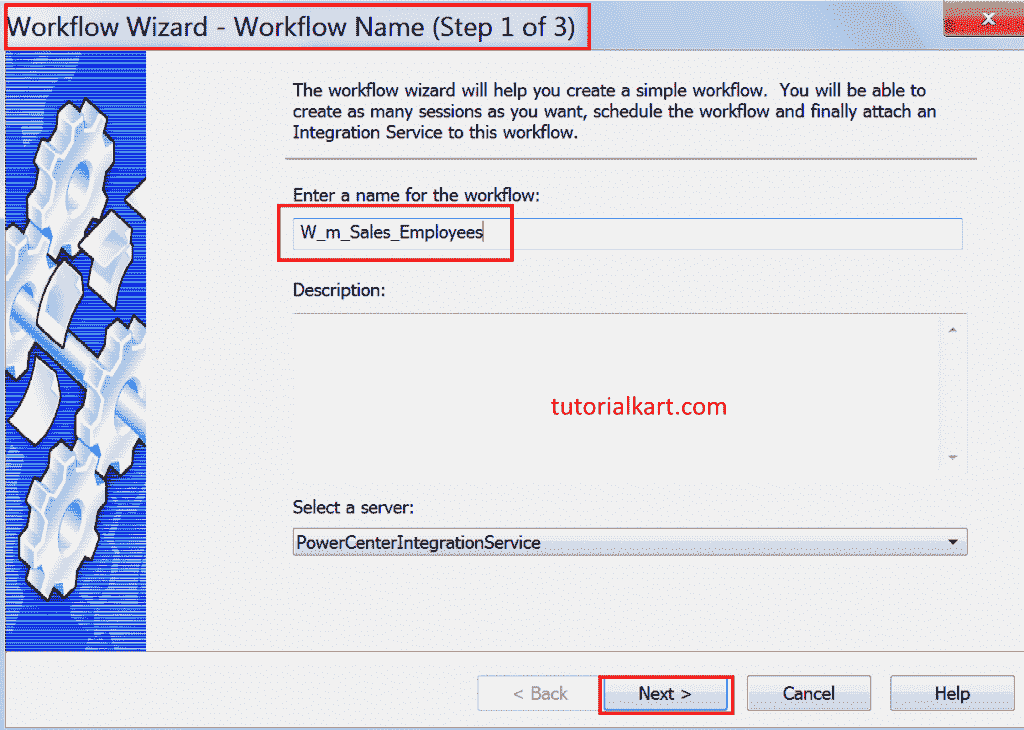 Workflow Wizard - Workflow Name (Step 1 of 3)
The workflow wizard will help you create a simple workflow. You will be able to
create as many sessions as you want, schedule the workflow and finally attach an
Integration Service to this workflow.
Enter a name for the workflow:
W_m_Sales_Employees
Description:
tutorialkart.com
Select a server:
PowerCenterIntegrationService
< Back Next > Cancel Help